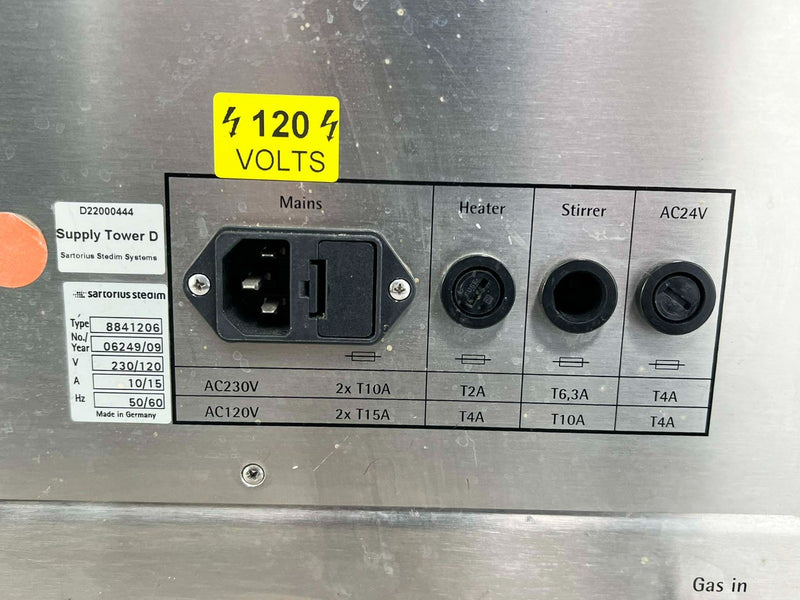 120
VOLTS
D22000444
Supply Tower D
Sartorius Stedim Systems
sartorius stedim
Type 8841206
No./
Year 06249/09
V 230/120
A 10/15
Hz 50/60
Made in Germany
Mains Heater Stirrer AC24V
AC230V 2x T10A T2A T6,3A T4A
AC120V 2x T15A T4A T10A T4A
Gas in